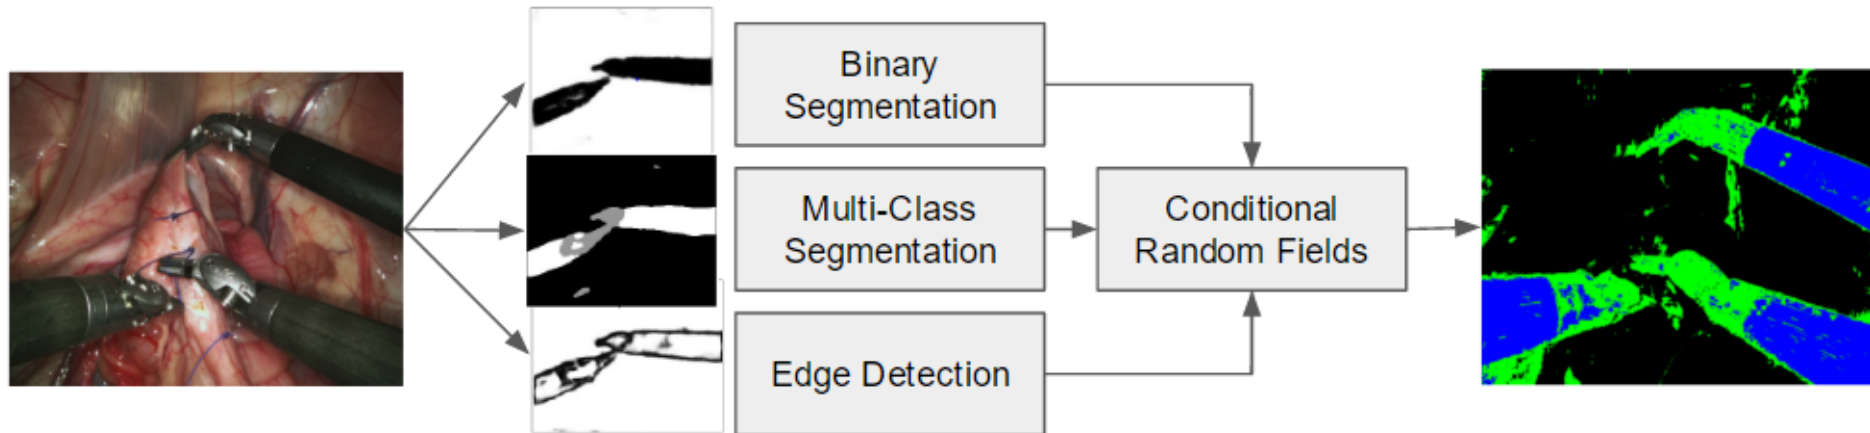 Binary
Segmentation
Multi-Class
Segmentation
Edge Detection
Conditional
Random Fields